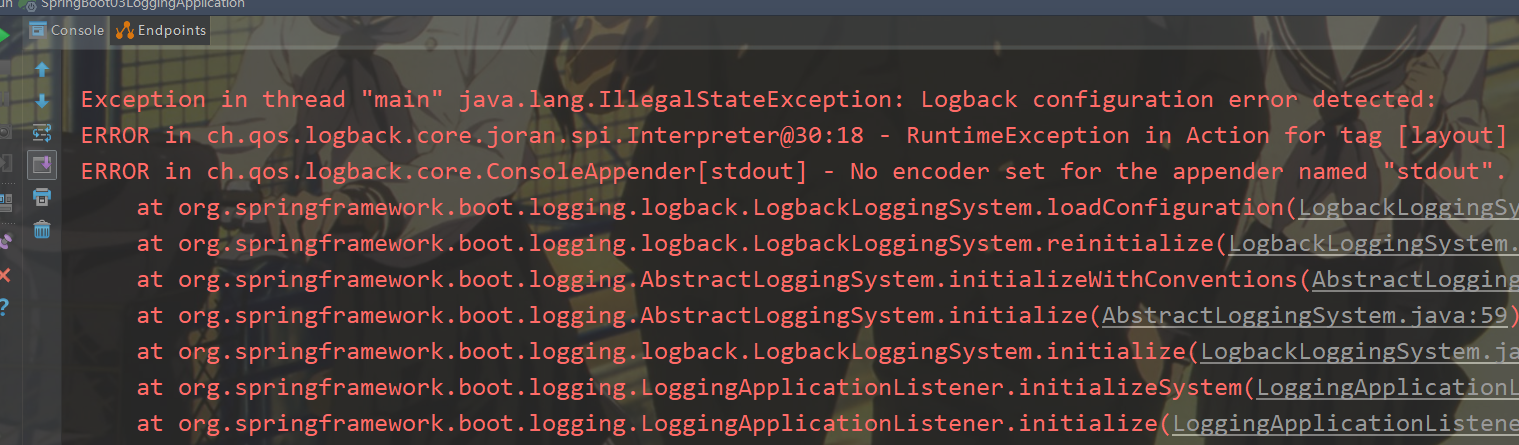 un SpringBoot03LoggingApplication
Console Endpoints
Exception in thread "main" java.lang.IllegalStateException: Logback configuration error detected:
ERROR in ch.qos.logback.core.joran.spi.Interpreter@30:18 - RuntimeException in Action for tag [layout]
ERROR in ch.qos.logback.core.ConsoleAppender[stdout] - No encoder set for the appender named "stdout".
at org.springframework.boot.logging.logback.LogbackLoggingSystem.loadConfiguration(LogbackLoggingSy
at org.springframework.boot.logging.logback.LogbackLoggingSystem.reinitialize(LogbackLoggingSystem.
at org.springframework.boot.logging.AbstractLoggingSystem.initializeWithConventions(AbstractLogging
at org.springframework.boot.logging.AbstractLoggingSystem.initialize(AbstractLoggingSystem.java:59)
at org.springframework.boot.logging.logback.LogbackLoggingSystem.initialize(LogbackLoggingSystem.ja
at org.springframework.boot.logging.LoggingApplicationListener.initializeSystem(LoggingApplicationL
at org.springframework.boot.logging.LoggingApplicationListener.initialize(LoggingApplicationListene